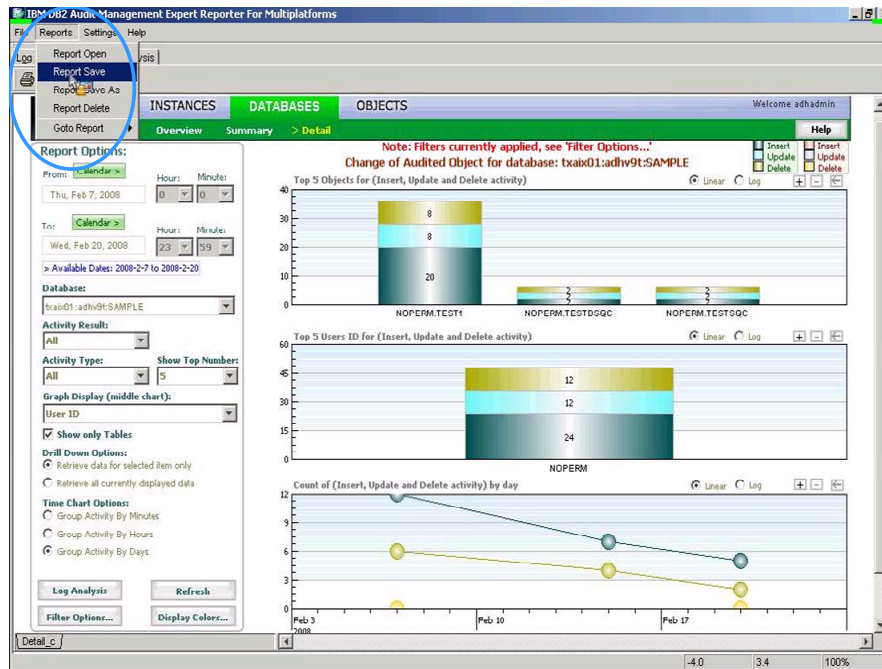 IBM DB2 Audit Management Expert Reporter For Multiplatforms
File Reports Settings Help
Report Open
Report Save
Report Save As
Report Delete
Goto Report
INSTANCES DATABASES OBJECTS Welcome adhadmin
Overview Summary > Detail Help
Report Options:
From: Calendar > Hour: Minute:
Thu, Feb 7, 2008 0 0
To: Calendar > Hour: Minute:
Wed, Feb 20, 2008 23 59
> Available Dates: 2008-2-7 to 2008-2-20
Database:
txaix01:adhv9t:SAMPLE
Activity Result:
All
Activity Type: Show Top Number:
All 5
Graph Display (middle chart):
User ID
Show only Tables
Drill Down Options:
Retrieve data for selected item only
Retrieve all currently displayed data
Time Chart Options:
Group Activity By Minutes
Group Activity By Hours
Group Activity By Days
Log Analysis Refresh
Filter Options... Display Colors...
Note: Filters currently applied, see 'Filter Options...'
Change of Audited Object for database: txaix01:adhv9t:SAMPLE
Insert Insert
Update Update
Delete Delete
Top 5 Objects for (Insert, Update and Delete activity) Linear Log
40
30
20
10
0
8
8
20
2
2
2
2
2
2
NOPERM.TEST1 NOPERM.TESTDSQC NOPERM.TESTSQC
Top 5 Users ID for (Insert, Update and Delete activity) Linear Log
60
45
30
15
0
12
12
24
NOPERM
Count of (Insert, Update and Delete activity) by day Linear Log
12
9
6
3
0
Feb 3 Feb 10 Feb 17
2008
Detail_c
-4.0 3.4 100%